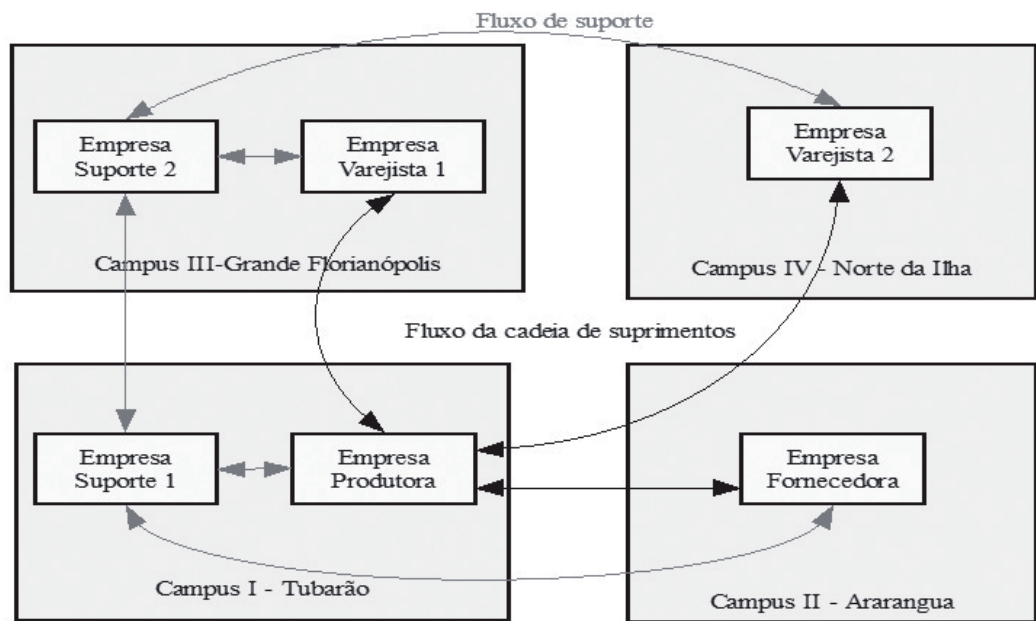 Fluxo de suporte
Empresa
Suporte 2
Empresa
Varejista 1
Campus III-Grande Florianópolis
Empresa
Varejista 2
Campus IV - Norte da Ilha
Fluxo da cadeia de suprimentos
Empresa
Suporte 1
Empresa
Produtora
Campus I - Tubarão
Empresa
Fornecedora
Campus II - Ararangua